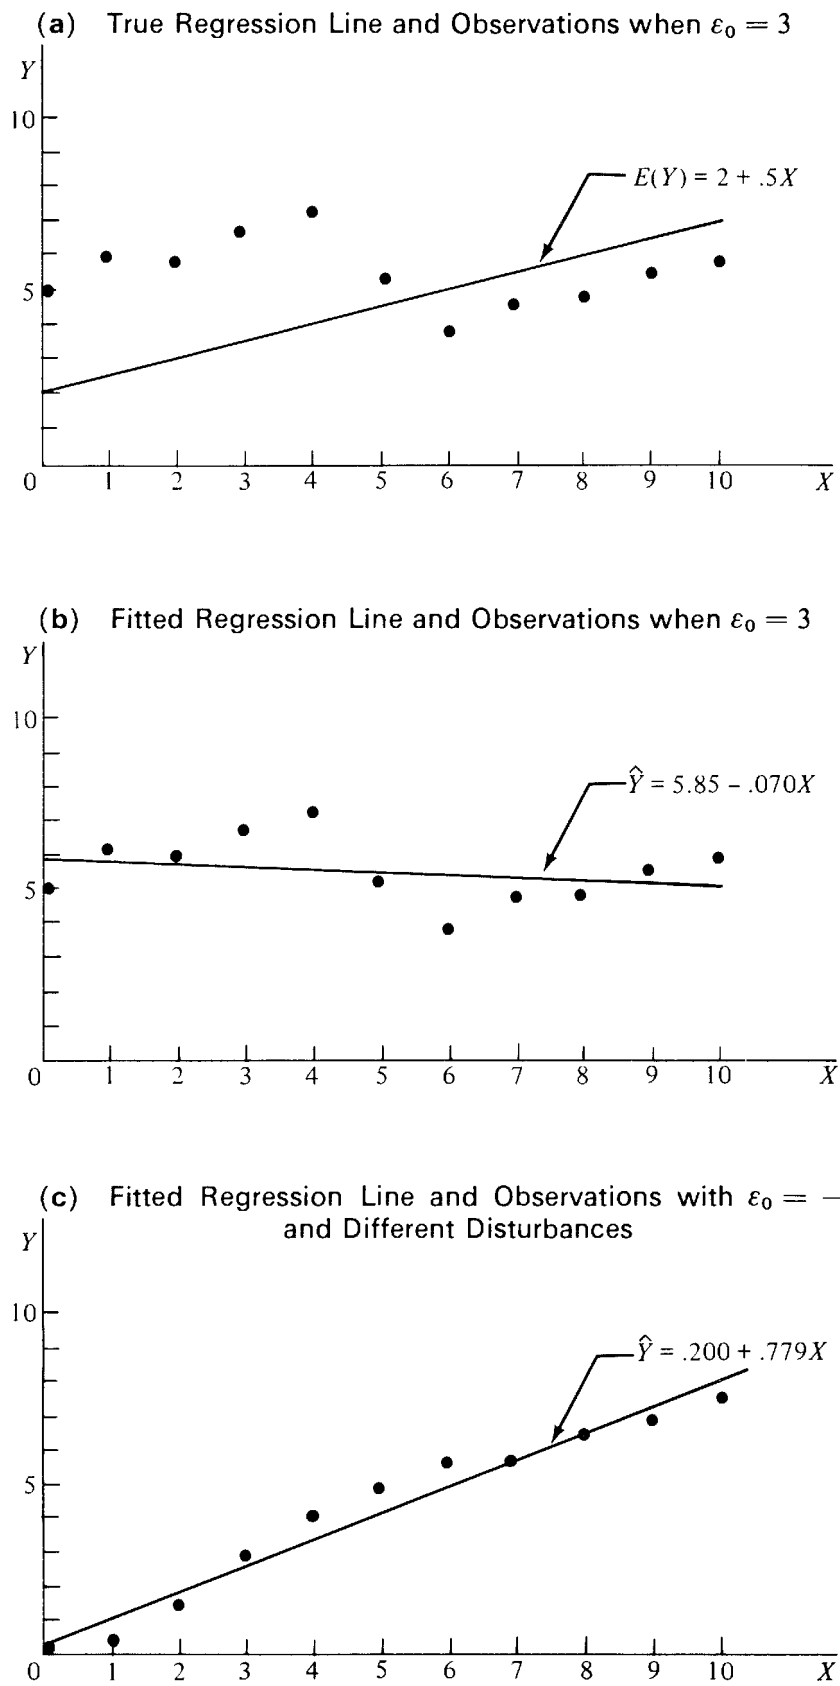 (a) True Regression Line and Observations when ε₀ = 3
Y
10
E(Y) = 2 + .5X
5
0 1 2 3 4 5 6 7 8 9 10 X
(b) Fitted Regression Line and Observations when ε₀ = 3
Y
10
Ŷ = 5.85 − .070X
5
0 1 2 3 4 5 6 7 8 9 10 X
(c) Fitted Regression Line and Observations with ε₀ = −
and Different Disturbances
Y
10
Ŷ = .200 + .779X
5
0 1 2 3 4 5 6 7 8 9 10 X